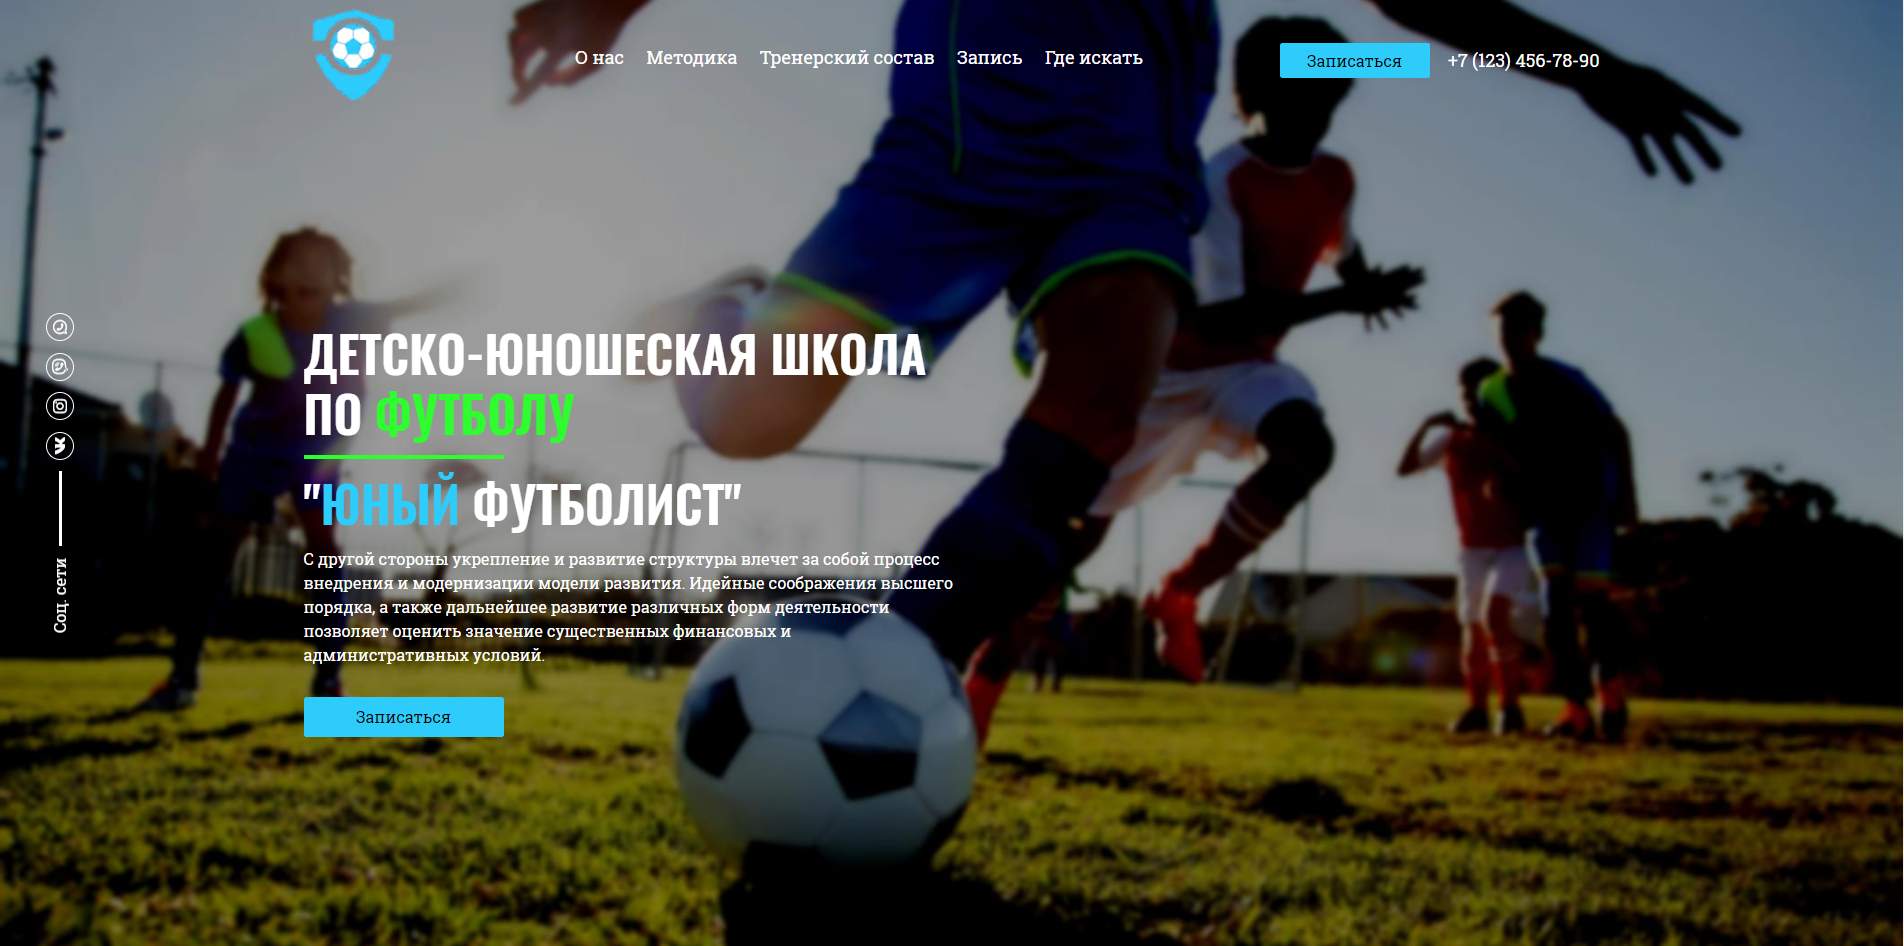 О нас Методика Тренерский состав Запись Где искать
Записаться
+7 (123) 456-78-90
ДЕТСКО-ЮНОШЕСКАЯ ШКОЛА
ПО ФУТБОЛУ
"ЮНЫЙ ФУТБОЛИСТ"
С другой стороны укрепление и развитие структуры влечет за собой процесс
внедрения и модернизации модели развития. Идейные соображения высшего
порядка, а также дальнейшее развитие различных форм деятельности
позволяет оценить значение существенных финансовых и
административных условий.
Записаться
Соц. сети